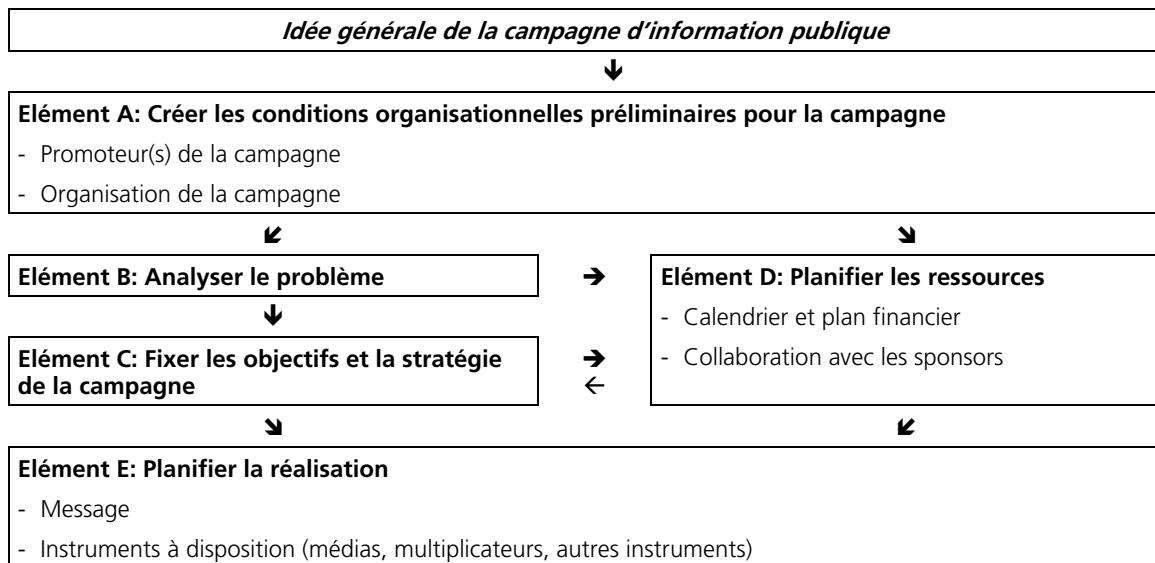 Idée générale de la campagne d’information publique
🡻
Elément A: Créer les conditions organisationnelles préliminaires pour la campagne
- Promoteur(s) de la campagne
- Organisation de la campagne
🡿 🡾
Elément B: Analyser le problème
🡺
Elément D: Planifier les ressources
- Calendrier et plan financier
- Collaboration avec les sponsors
🡻
Elément C: Fixer les objectifs et la stratégie
de la campagne
🡺
←
🡾 🡿
Elément E: Planifier la réalisation
- Message
- Instruments à disposition (médias, multiplicateurs, autres instruments)